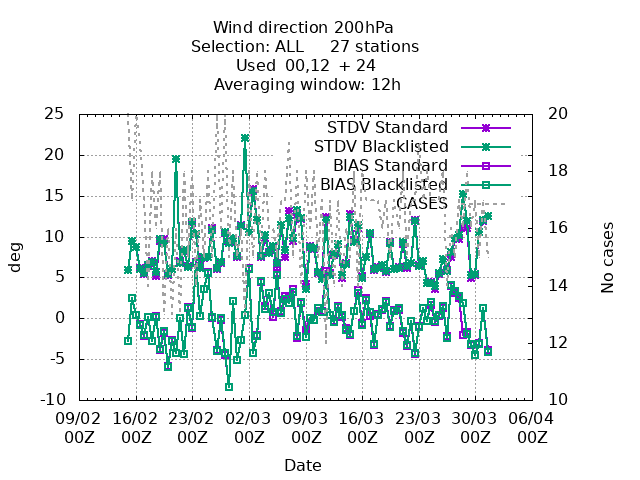 Wind direction 200hPa
Selection: ALL     27 stations
Used  00,12  + 24
Averaging window: 12h
25
20
15
10
5
0
-5
-10
deg
20
18
16
14
12
10
No cases
STDV Standard
STDV Blacklisted
BIAS Standard
BIAS Blacklisted
CASES
09/02 16/02 23/02 02/03 09/03 16/03 23/03 30/03 06/04
00Z 00Z 00Z 00Z 00Z 00Z 00Z 00Z 00Z
Date